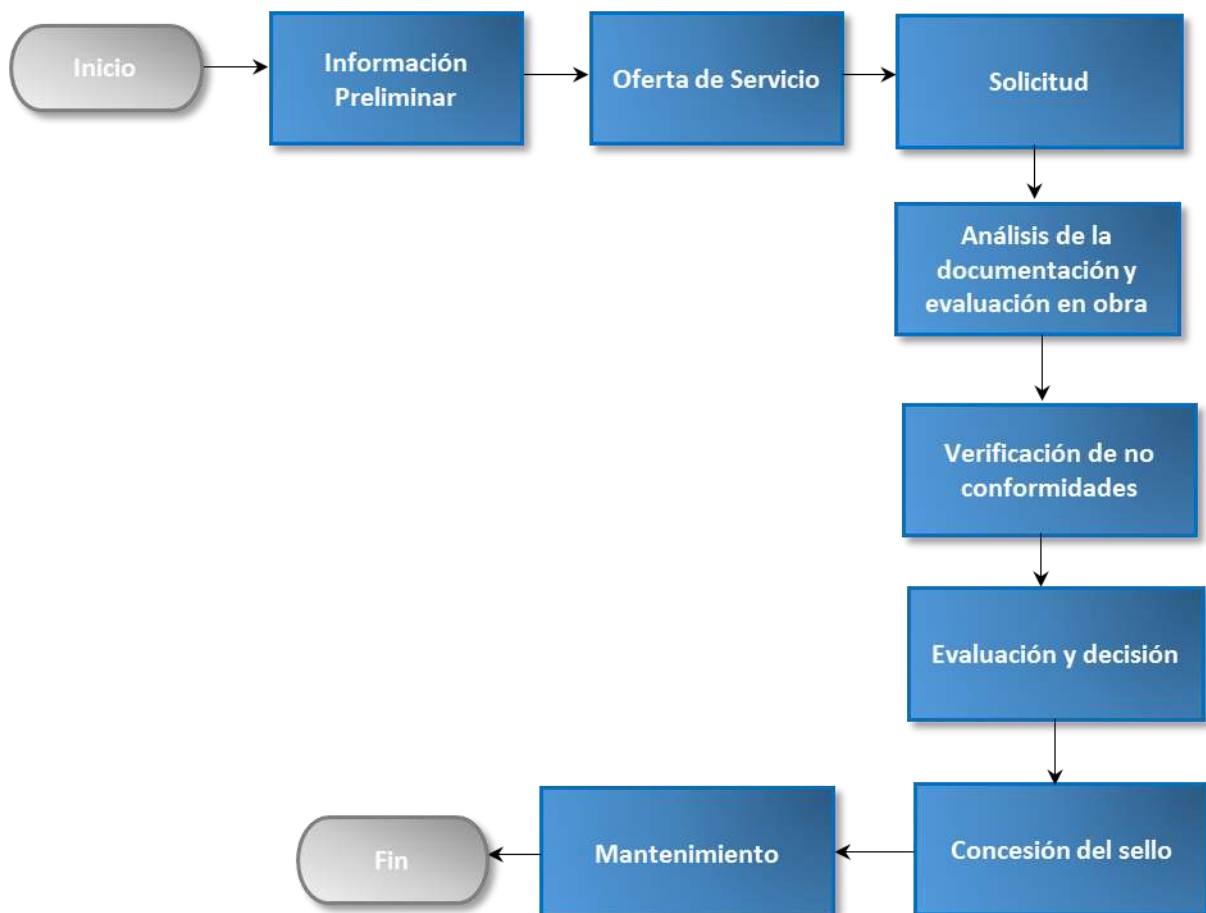 Inicio
Información
Preliminar
Oferta de Servicio
Solicitud
Análisis de la
documentación y
evaluación en obra
Verificación de no
conformidades
Evaluación y decisión
Concesión del sello
Mantenimiento
Fin